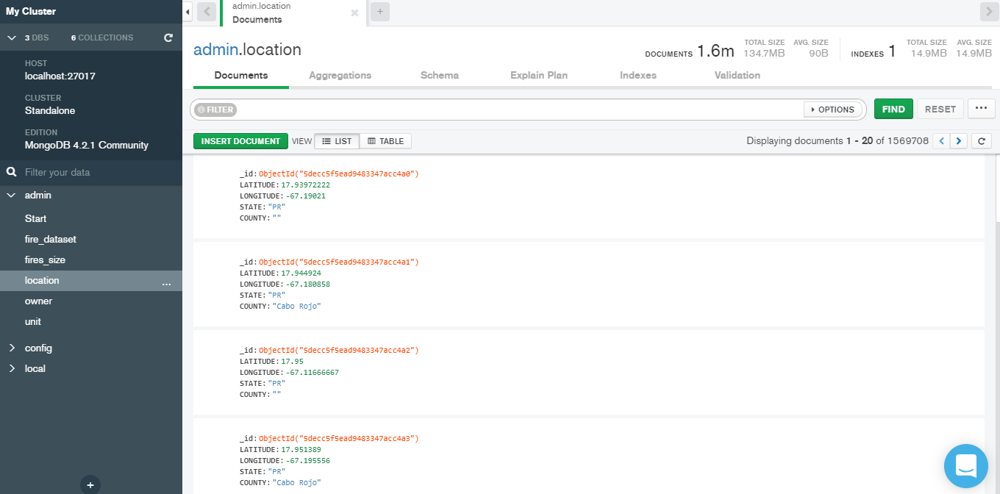 My Cluster
3 DBS 6 COLLECTIONS
HOST
localhost:27017
CLUSTER
Standalone
EDITION
MongoDB 4.2.1 Community
Filter your data
admin
Start
fire_dataset
fires_size
location ...
owner
unit
config
local
+
admin.location
Documents
+
admin.location
DOCUMENTS 1.6m
TOTAL SIZE
134.7MB
AVG. SIZE
90B
INDEXES 1
TOTAL SIZE
14.9MB
AVG. SIZE
14.9MB
Documents Aggregations Schema Explain Plan Indexes Validation
FILTER OPTIONS FIND RESET ...
INSERT DOCUMENT VIEW LIST TABLE Displaying documents 1 - 20 of 1569708
_id: ObjectId("5decc5f5ead9483347acc4a0")
LATITUDE: 17.93972222
LONGITUDE: -67.19021
STATE: "PR"
COUNTY: ""
_id: ObjectId("5decc5f5ead9483347acc4a1")
LATITUDE: 17.944924
LONGITUDE: -67.180858
STATE: "PR"
COUNTY: "Cabo Rojo"
_id: ObjectId("5decc5f5ead9483347acc4a2")
LATITUDE: 17.95
LONGITUDE: -67.11666667
STATE: "PR"
COUNTY: ""
_id: ObjectId("5decc5f5ead9483347acc4a3")
LATITUDE: 17.951389
LONGITUDE: -67.195556
STATE: "PR"
COUNTY: "Cabo Rojo"